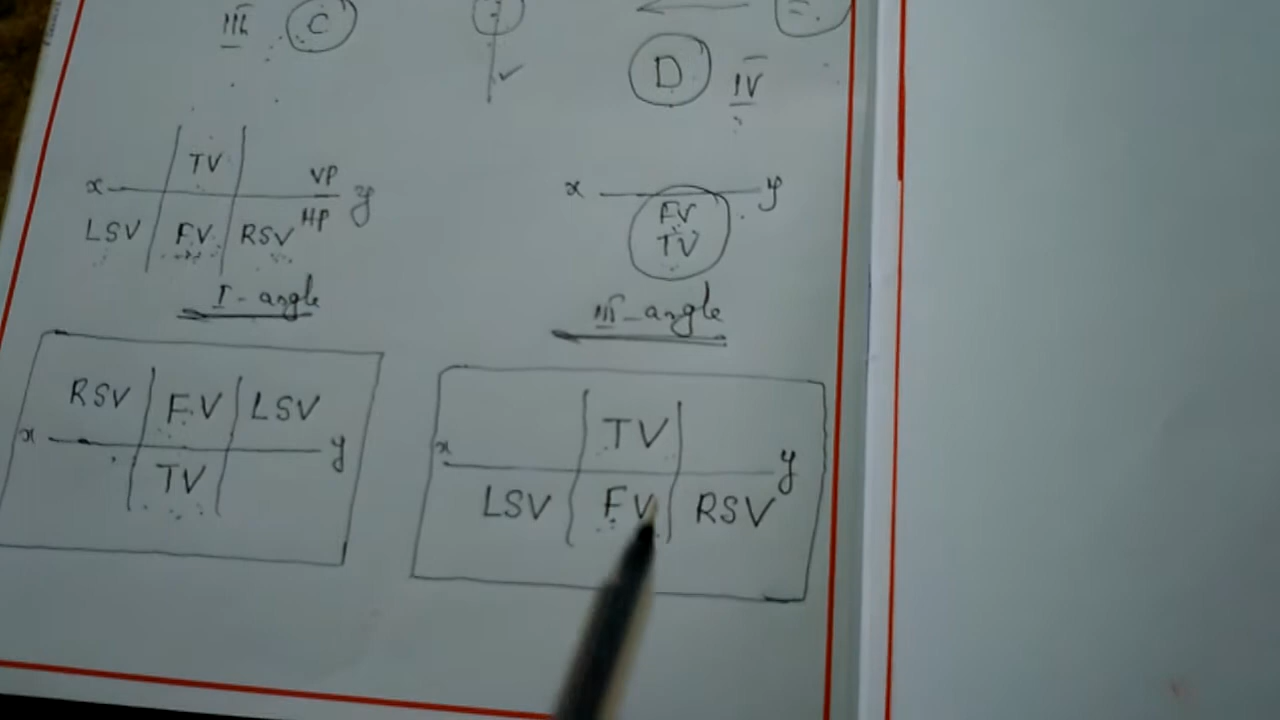 III C
D IV
TV
x VP y
HP
LSV FV RSV
x y
FV
TV
I - angle
III - angle
RSV FV LSV
x y
TV
TV
x y
LSV FV RSV